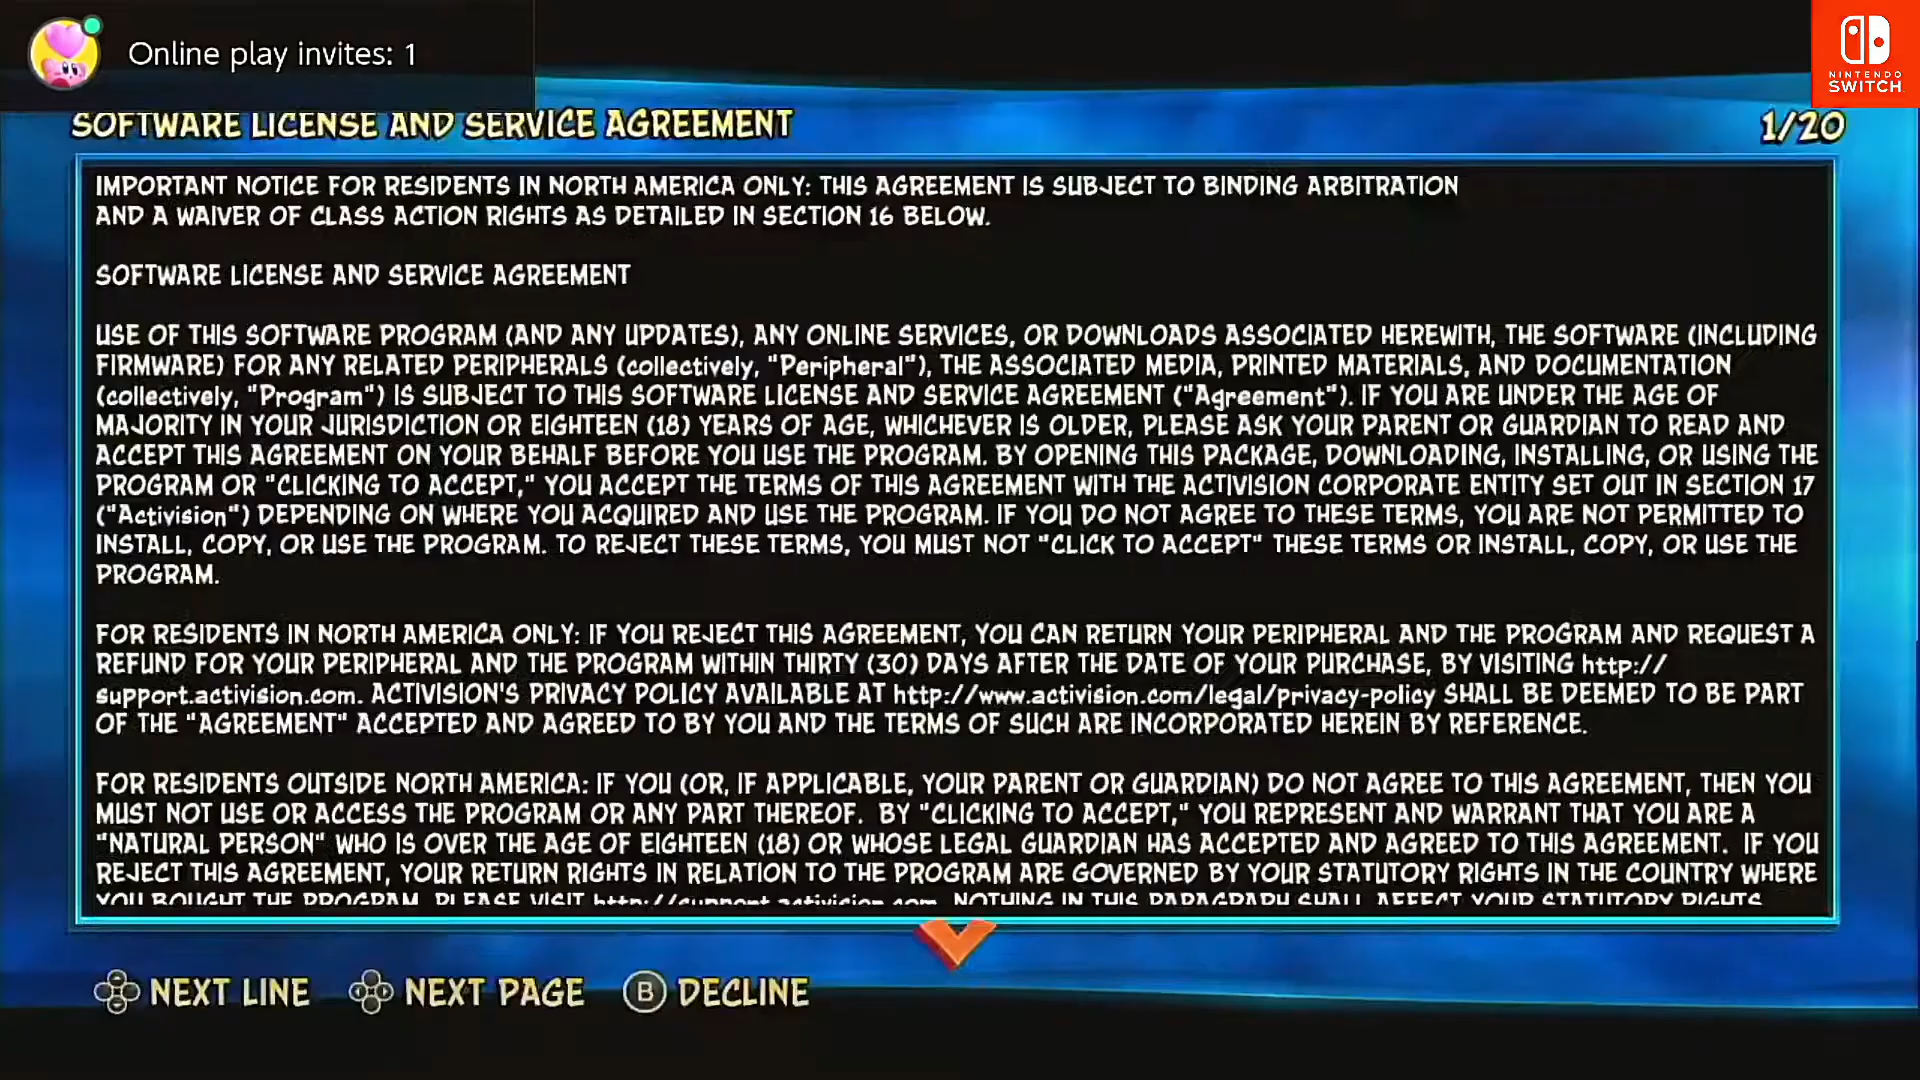 Online play invites: 1
NINTENDO
SWITCH
SOFTWARE LICENSE AND SERVICE AGREEMENT
1/20
IMPORTANT NOTICE FOR RESIDENTS IN NORTH AMERICA ONLY: THIS AGREEMENT IS SUBJECT TO BINDING ARBITRATION
AND A WAIVER OF CLASS ACTION RIGHTS AS DETAILED IN SECTION 16 BELOW.
SOFTWARE LICENSE AND SERVICE AGREEMENT
USE OF THIS SOFTWARE PROGRAM (AND ANY UPDATES), ANY ONLINE SERVICES, OR DOWNLOADS ASSOCIATED HEREWITH, THE SOFTWARE (INCLUDING
FIRMWARE) FOR ANY RELATED PERIPHERALS (collectively, "Peripheral"), THE ASSOCIATED MEDIA, PRINTED MATERIALS, AND DOCUMENTATION
(collectively, "Program") IS SUBJECT TO THIS SOFTWARE LICENSE AND SERVICE AGREEMENT ("Agreement"). IF YOU ARE UNDER THE AGE OF
MAJORITY IN YOUR JURISDICTION OR EIGHTEEN (18) YEARS OF AGE, WHICHEVER IS OLDER, PLEASE ASK YOUR PARENT OR GUARDIAN TO READ AND
ACCEPT THIS AGREEMENT ON YOUR BEHALF BEFORE YOU USE THE PROGRAM. BY OPENING THIS PACKAGE, DOWNLOADING, INSTALLING, OR USING THE
PROGRAM OR "CLICKING TO ACCEPT," YOU ACCEPT THE TERMS OF THIS AGREEMENT WITH THE ACTIVISION CORPORATE ENTITY SET OUT IN SECTION 17
("Activision") DEPENDING ON WHERE YOU ACQUIRED AND USE THE PROGRAM. IF YOU DO NOT AGREE TO THESE TERMS, YOU ARE NOT PERMITTED TO
INSTALL, COPY, OR USE THE PROGRAM. TO REJECT THESE TERMS, YOU MUST NOT "CLICK TO ACCEPT" THESE TERMS OR INSTALL, COPY, OR USE THE
PROGRAM.
FOR RESIDENTS IN NORTH AMERICA ONLY: IF YOU REJECT THIS AGREEMENT, YOU CAN RETURN YOUR PERIPHERAL AND THE PROGRAM AND REQUEST A
REFUND FOR YOUR PERIPHERAL AND THE PROGRAM WITHIN THIRTY (30) DAYS AFTER THE DATE OF YOUR PURCHASE, BY VISITING http://
support.activision.com. ACTIVISION'S PRIVACY POLICY AVAILABLE AT http://www.activision.com/legal/privacy-policy SHALL BE DEEMED TO BE PART
OF THE "AGREEMENT" ACCEPTED AND AGREED TO BY YOU AND THE TERMS OF SUCH ARE INCORPORATED HEREIN BY REFERENCE.
FOR RESIDENTS OUTSIDE NORTH AMERICA: IF YOU (OR, IF APPLICABLE, YOUR PARENT OR GUARDIAN) DO NOT AGREE TO THIS AGREEMENT, THEN YOU
MUST NOT USE OR ACCESS THE PROGRAM OR ANY PART THEREOF. BY "CLICKING TO ACCEPT," YOU REPRESENT AND WARRANT THAT YOU ARE A
"NATURAL PERSON" WHO IS OVER THE AGE OF EIGHTEEN (18) OR WHOSE LEGAL GUARDIAN HAS ACCEPTED AND AGREED TO THIS AGREEMENT. IF YOU
REJECT THIS AGREEMENT, YOUR RETURN RIGHTS IN RELATION TO THE PROGRAM ARE GOVERNED BY YOUR STATUTORY RIGHTS IN THE COUNTRY WHERE
YOU BOUGHT THE PROGRAM. PLEASE VISIT http://support.activision.com. NOTHING IN THIS PARAGRAPH SHALL AFFECT YOUR STATUTORY RIGHTS.
NEXT LINE NEXT PAGE B DECLINE